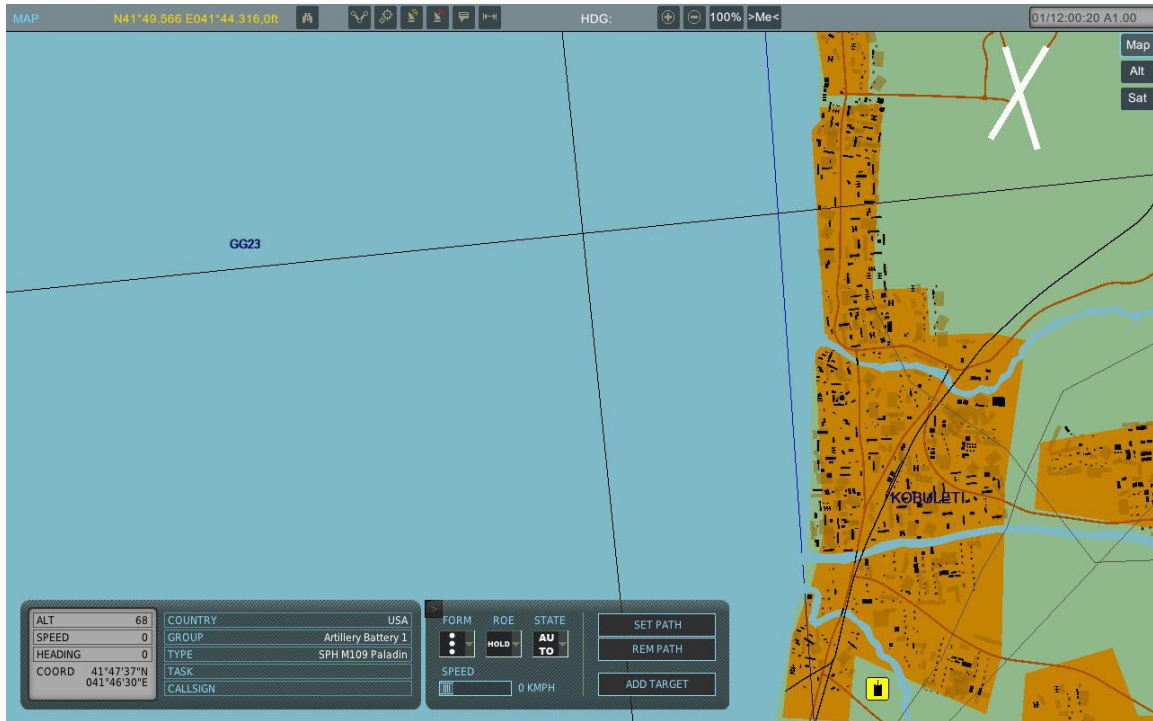 MAP N41°49.566 E041°44.316,0ft HDG: 100% >Me< 01/12:00:20 A1.00
Map
Alt
Sat
GG23
KOBULETI
ALT 68
SPEED 0
HEADING 0
COORD 41°47'37"N
041°46'30"E
COUNTRY USA
GROUP Artillery Battery 1
TYPE SPH M109 Paladin
TASK
CALLSIGN
FORM ROE STATE
HOLD
AU
TO
SPEED
0 KMPH
SET PATH
REM PATH
ADD TARGET